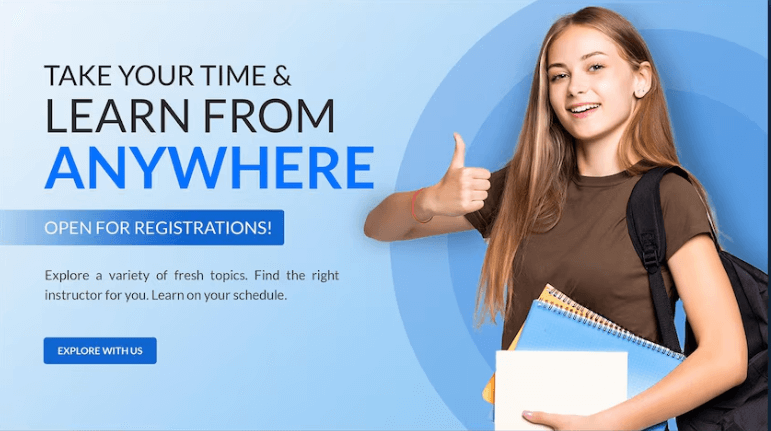 TAKE YOUR TIME &
LEARN FROM
ANYWHERE
OPEN FOR REGISTRATIONS!
Explore a variety of fresh topics. Find the right
instructor for you. Learn on your schedule.
EXPLORE WITH US